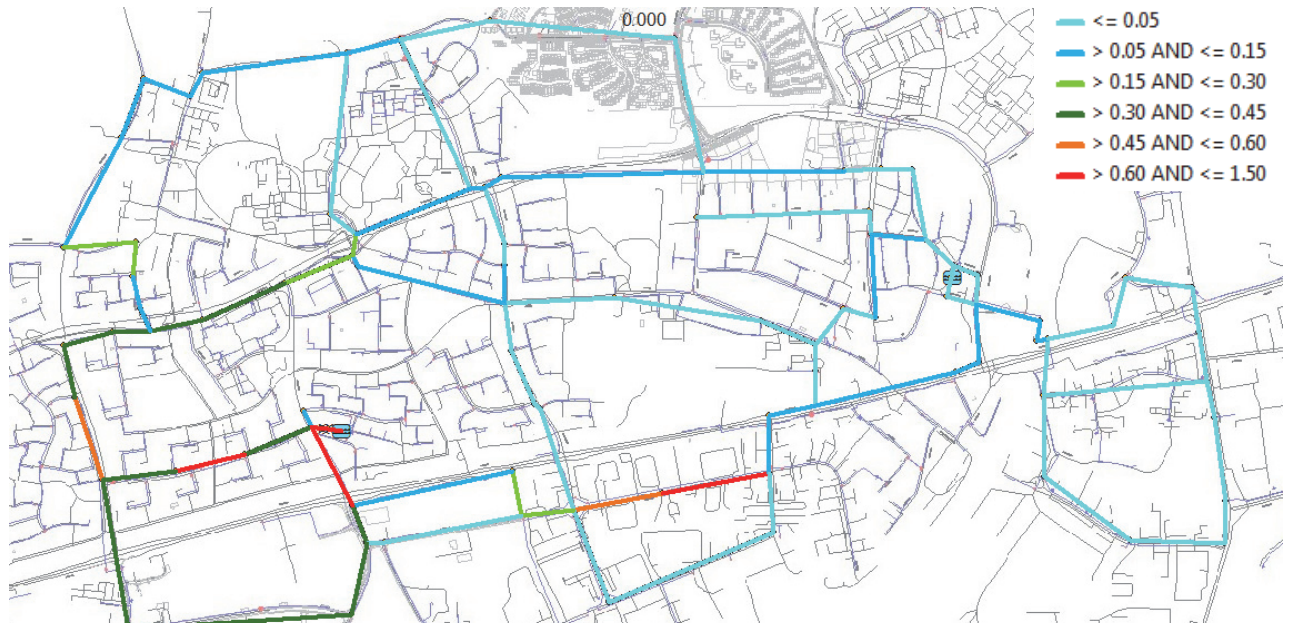 0.000
<= 0.05
> 0.05 AND <= 0.15
> 0.15 AND <= 0.30
> 0.30 AND <= 0.45
> 0.45 AND <= 0.60
> 0.60 AND <= 1.50